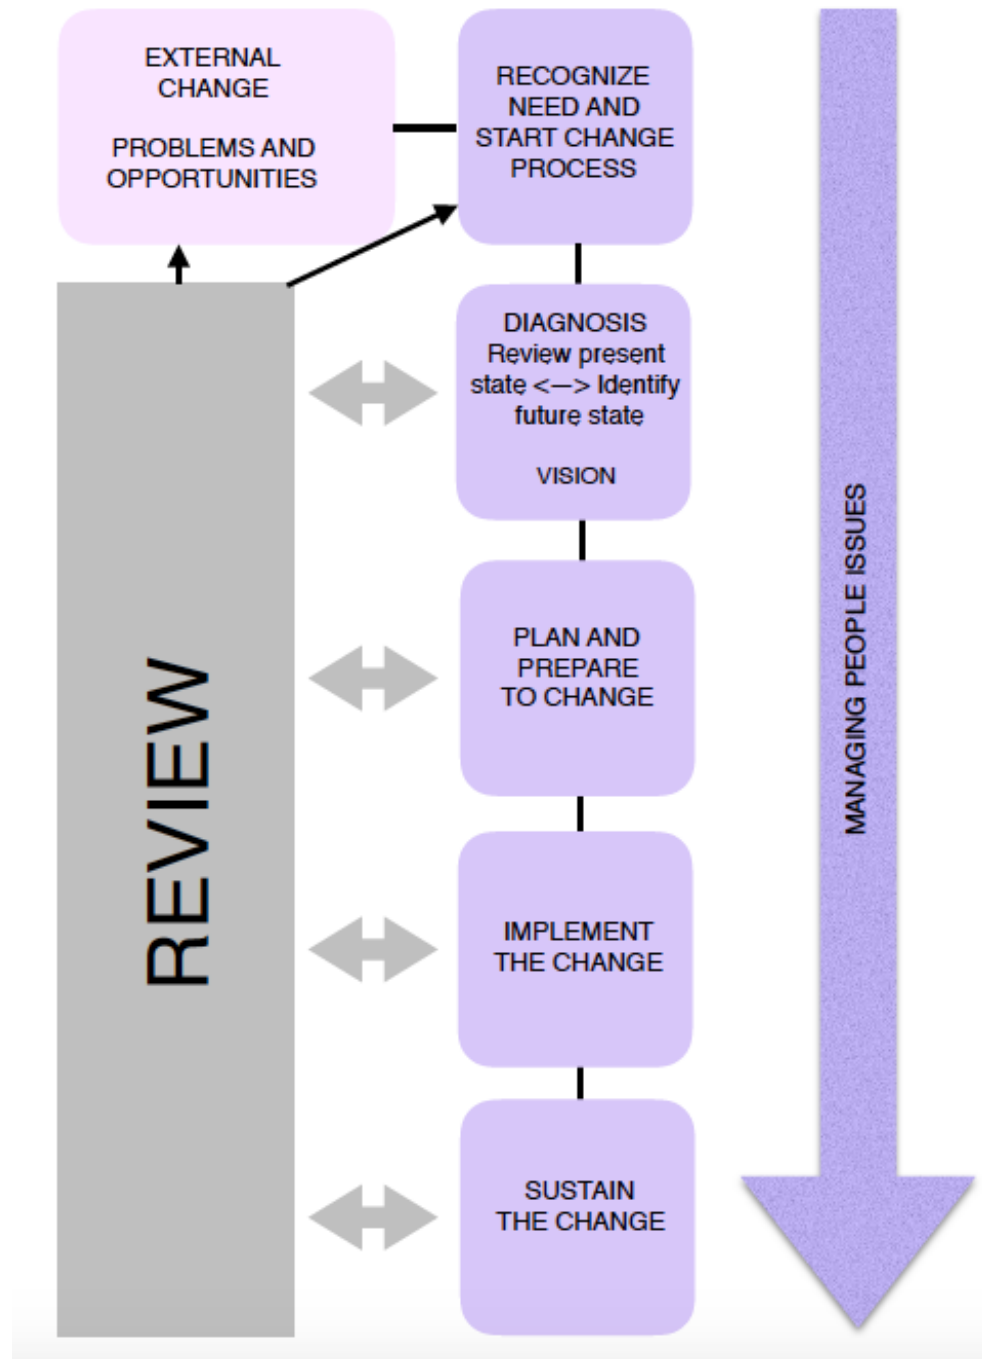 EXTERNAL
CHANGE
PROBLEMS AND
OPPORTUNITIES
RECOGNIZE
NEED AND
START CHANGE
PROCESS
DIAGNOSIS
Review present
state <—> Identify
future state
VISION
PLAN AND
PREPARE
TO CHANGE
IMPLEMENT
THE CHANGE
SUSTAIN
THE CHANGE
REVIEW
MANAGING PEOPLE ISSUES